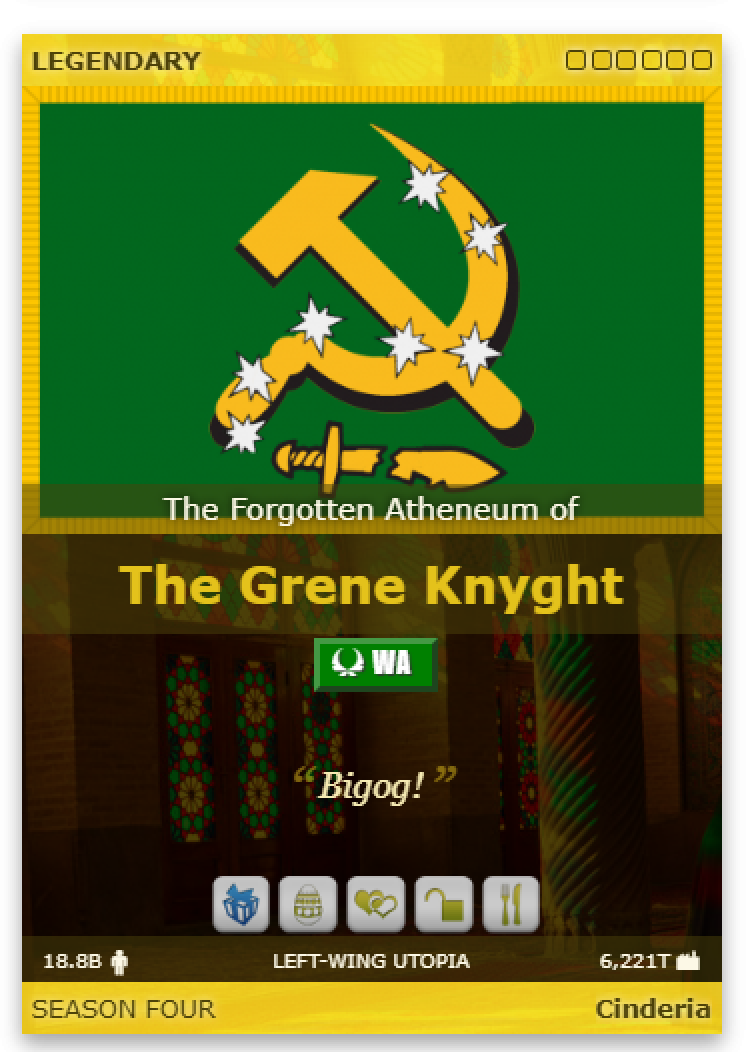 LEGENDARY
The Forgotten Atheneum of
The Grene Knyght
WA
“Bigog!”
18.8B LEFT-WING UTOPIA 6,221T
SEASON FOUR Cinderia